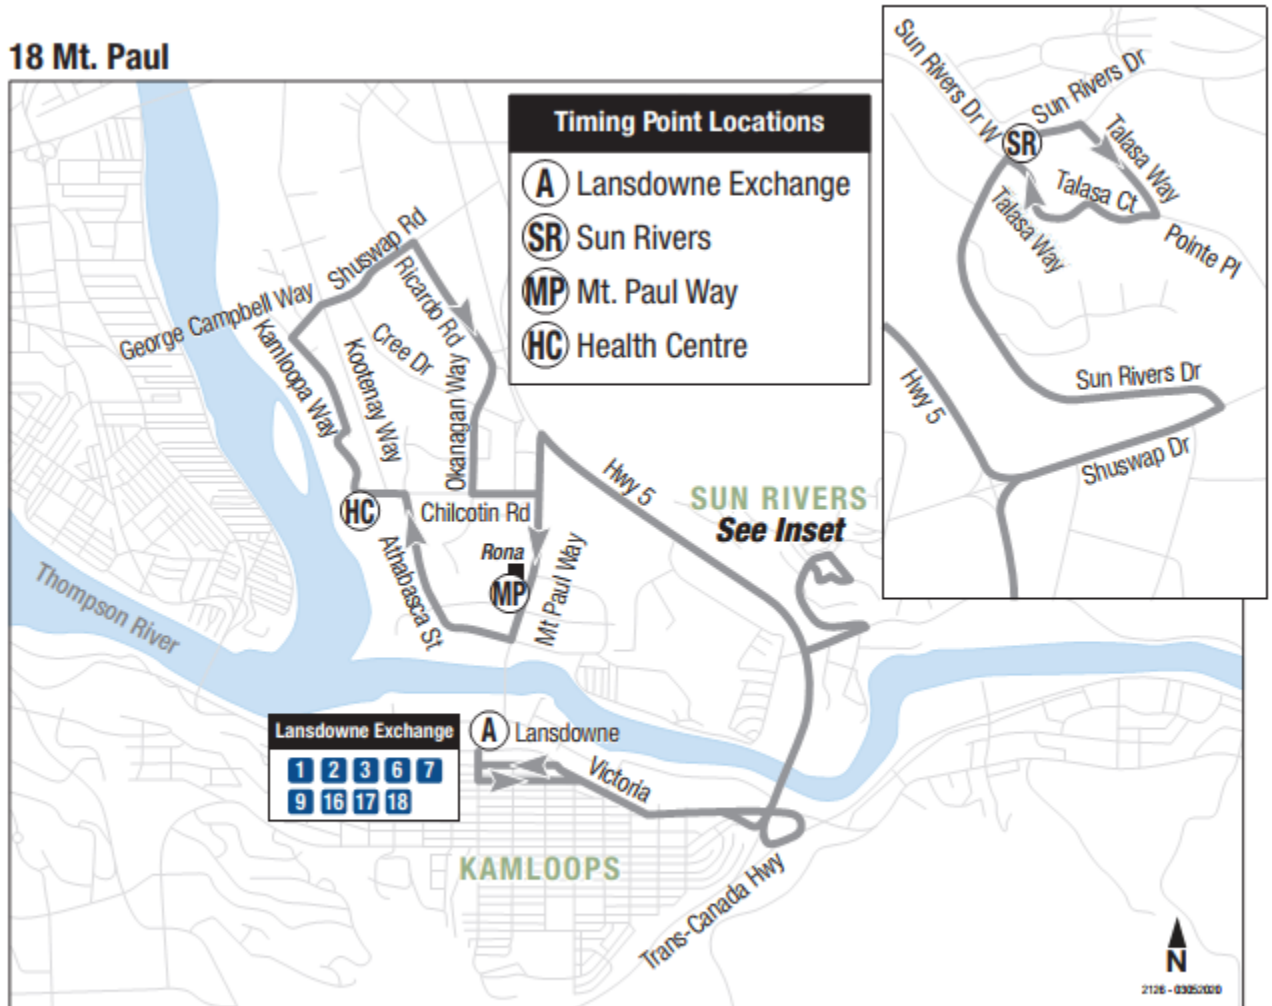 18 Mt. Paul
Timing Point Locations
A Lansdowne Exchange
SR Sun Rivers
MP Mt. Paul Way
HC Health Centre
Sun Rivers Dr W
Sun Rivers Dr
SR
Talasa Way
Talasa Ct
Talasa Way
Pointe Pl
Sun Rivers Dr
Hwy 5
Shuswap Dr
Shuswap Rd
George Campbell Way
Ricardo Rd
Kamloopa Way
Cree Dr
Kootenay Way
Okanagan Way
Hwy 5
SUN RIVERS
See Inset
HC
Chilcotin Rd
Rona
MP
Mt Paul Way
Athabasca St
Thompson River
Lansdowne Exchange
1 2 3 6 7
9 16 17 18
A Lansdowne
Victoria
KAMLOOPS
Trans-Canada Hwy
N
2126 - 03052020